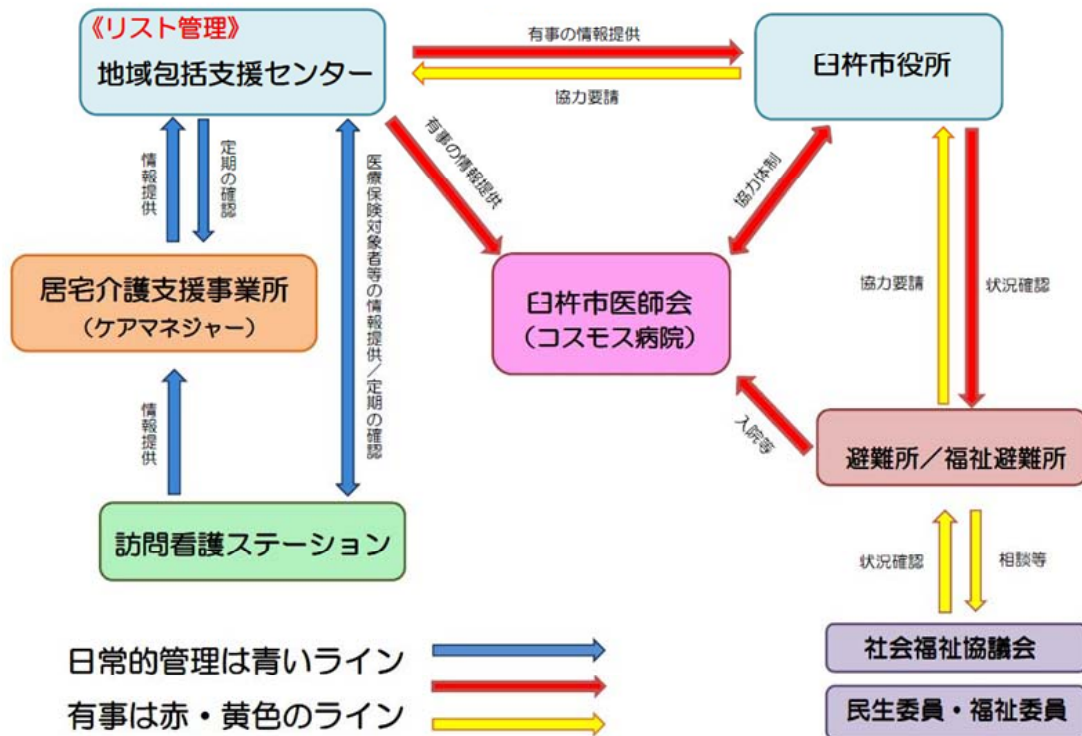 《リスト管理》
地域包括支援センター
有事の情報提供
協力要請
臼杵市役所
情報提供
定期の確認
医療保険対象者等の情報提供／定期の確認
有事の情報提供
協力体制
居宅介護支援事業所
（ケアマネジャー）
臼杵市医師会
（コスモス病院）
協力要請
状況確認
情報提供
入院等
避難所／福祉避難所
訪問看護ステーション
状況確認
相談等
社会福祉協議会
民生委員・福祉委員
日常的管理は青いライン
有事は赤・黄色のライン